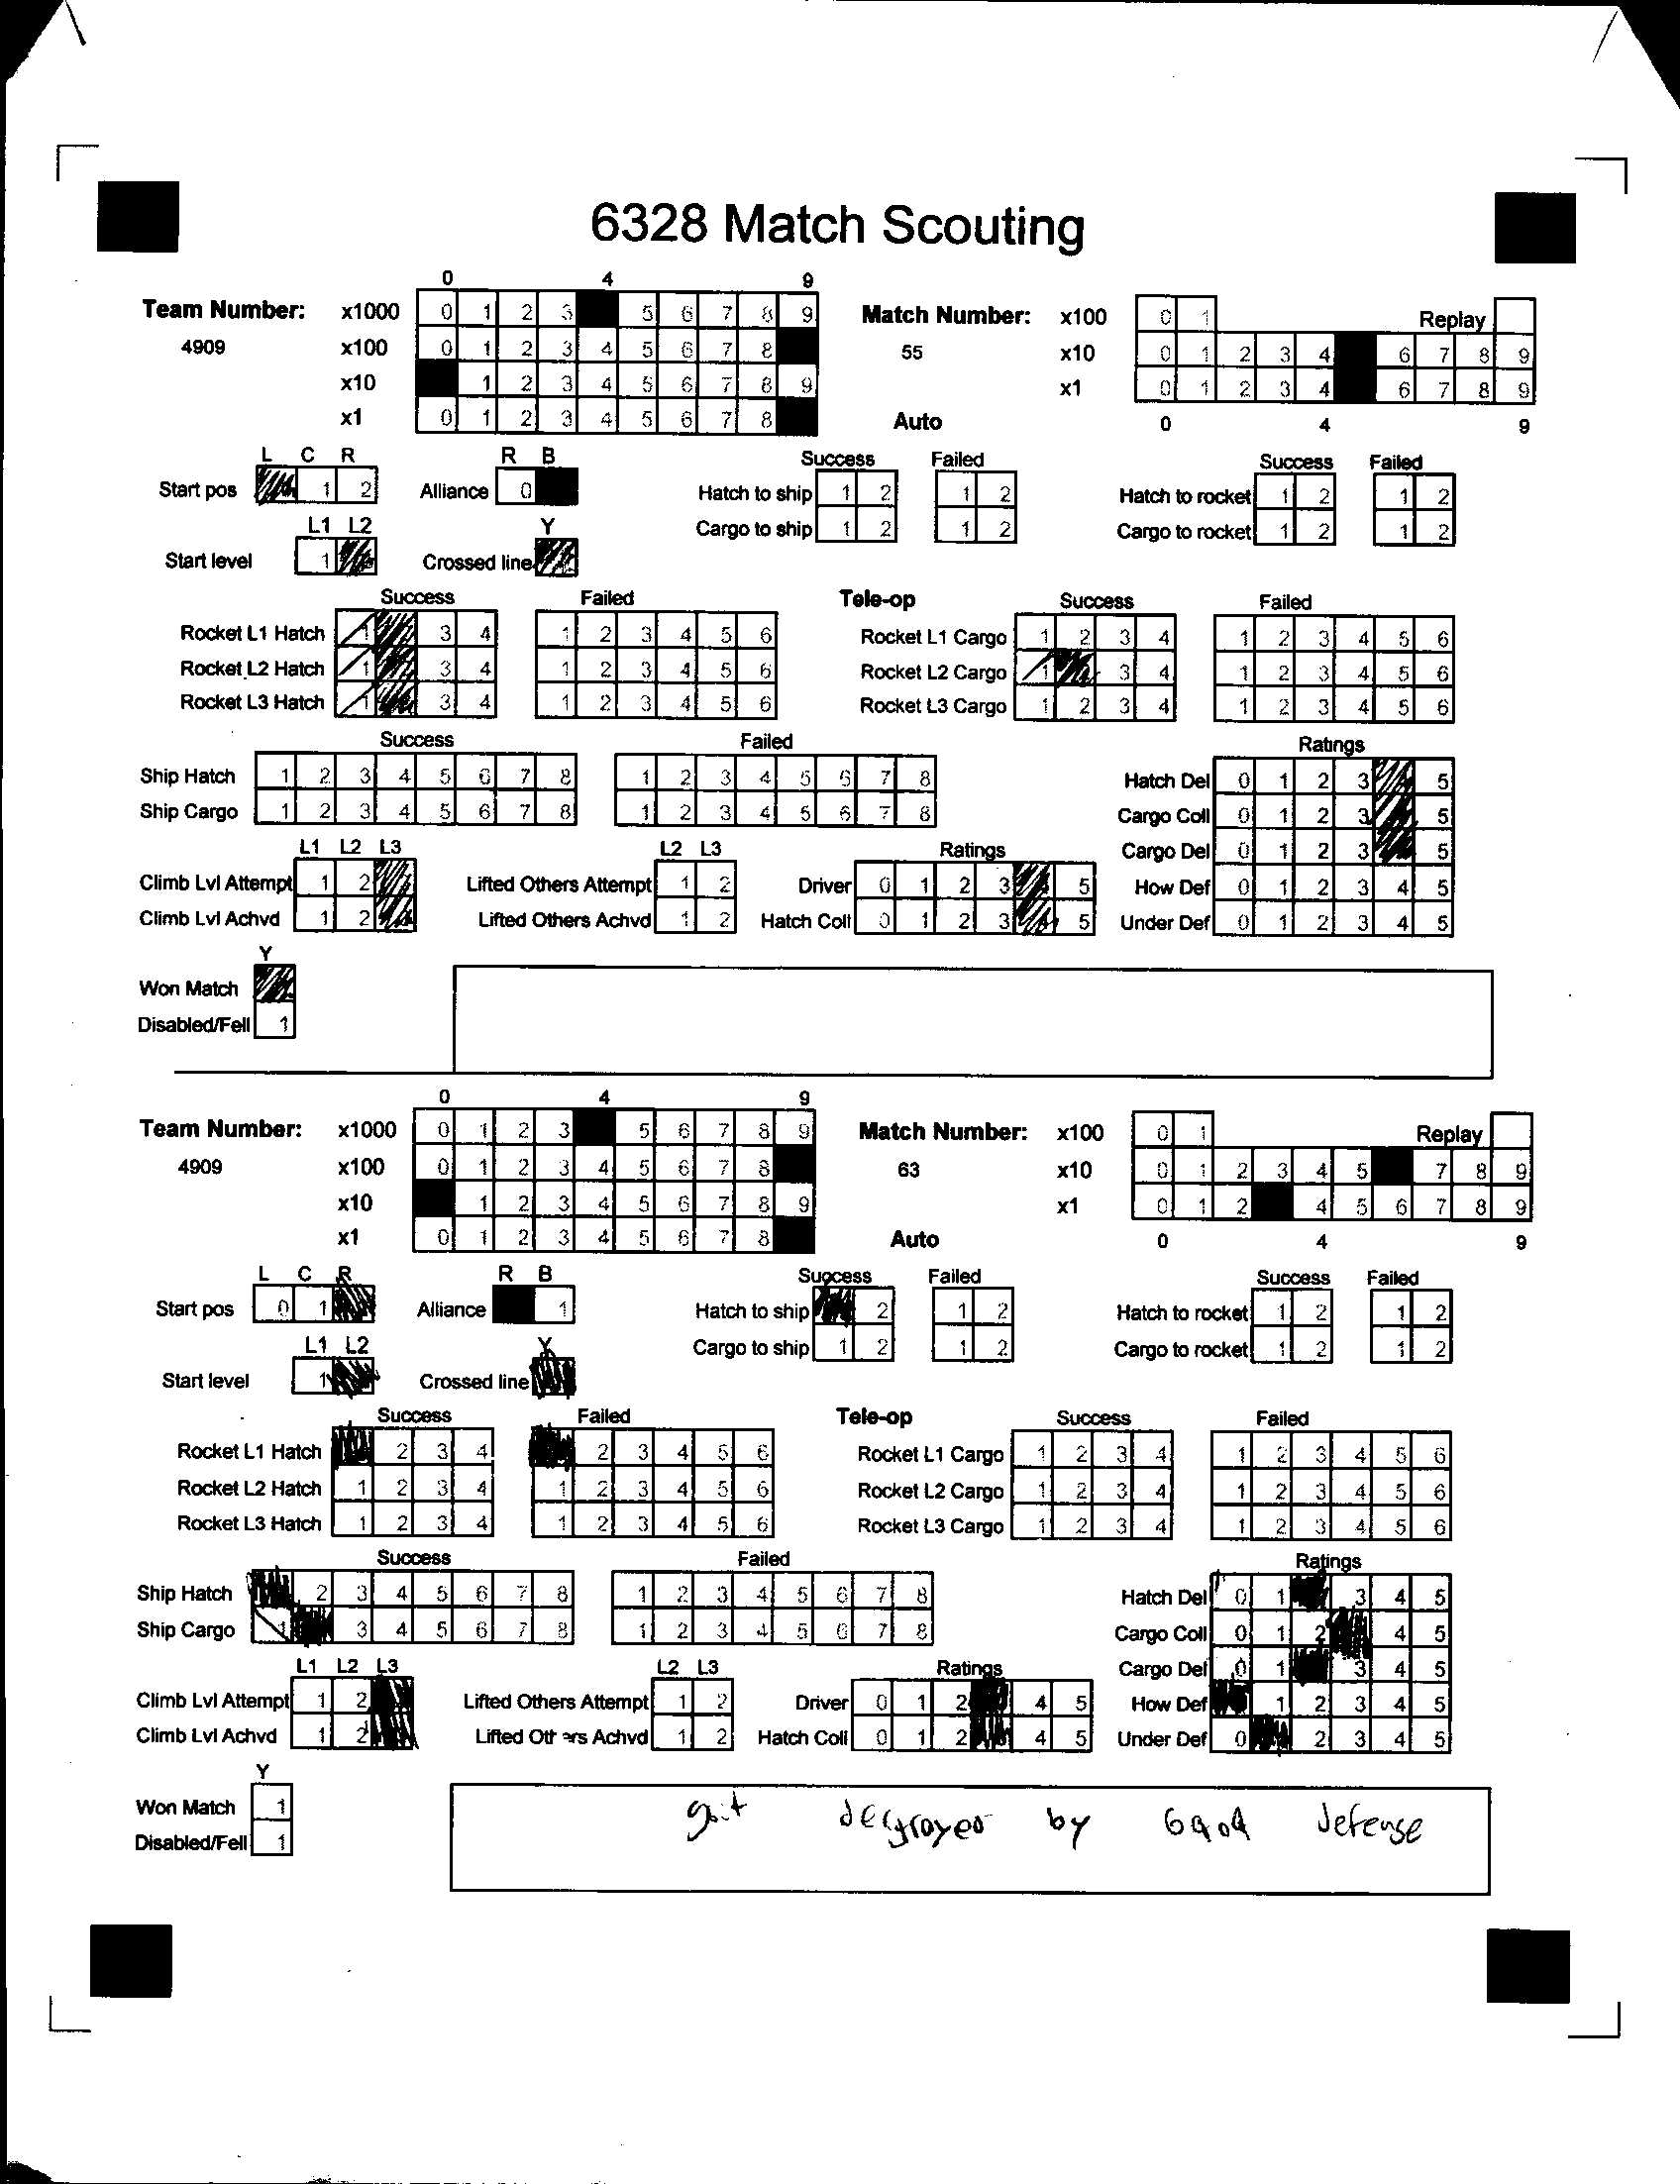 6328 Match Scouting
0 4 9
Team Number: x1000 0 1 2 3 5 6 7 8 9 Match Number: x100 0 1 Replay
4909 x100 0 1 2 3 4 5 6 7 8 55 x10 0 1 2 3 4 6 7 8 9
x10 1 2 3 4 5 6 7 8 9 x1 0 1 2 3 4 6 7 8 9
x1 0 1 2 3 4 5 6 7 8 Auto 0 4 9
L C R R B Success Failed Success Failed
Start pos 1 2 Alliance 0 Hatch to ship 1 2 1 2 Hatch to rocket 1 2 1 2
L1 L2 Y Cargo to ship 1 2 1 2 Cargo to rocket 1 2 1 2
Start level 1 Crossed line
Success Failed Tele-op Success Failed
Rocket L1 Hatch 1 3 4 1 2 3 4 5 6 Rocket L1 Cargo 1 2 3 4 1 2 3 4 5 6
Rocket L2 Hatch 1 3 4 1 2 3 4 5 6 Rocket L2 Cargo 1 3 4 1 2 3 4 5 6
Rocket L3 Hatch 1 3 4 1 2 3 4 5 6 Rocket L3 Cargo 1 2 3 4 1 2 3 4 5 6
Success Failed Ratings
Ship Hatch 1 2 3 4 5 6 7 8 1 2 3 4 5 6 7 8 Hatch Del 0 1 2 3 5
Ship Cargo 1 2 3 4 5 6 7 8 1 2 3 4 5 6 7 8 Cargo Coll 0 1 2 3 5
L1 L2 L3 L2 L3 Ratings Cargo Del 0 1 2 3 5
Climb Lvl Attempt 1 2 Lifted Others Attempt 1 2 Driver 0 1 2 3 5 How Def 0 1 2 3 4 5
Climb Lvl Achvd 1 2 Lifted Others Achvd 1 2 Hatch Coll 0 1 2 3 5 Under Def 0 1 2 3 4 5
Y
Won Match
Disabled/Fell 1
0 4 9
Team Number: x1000 0 1 2 3 5 6 7 8 9 Match Number: x100 0 1 Replay
4909 x100 0 1 2 3 4 5 6 7 8 63 x10 0 1 2 3 4 5 7 8 9
x10 1 2 3 4 5 6 7 8 9 x1 0 1 2 4 5 6 7 8 9
x1 0 1 2 3 4 5 6 7 8 Auto 0 4 9
L C R R B Success Failed Success Failed
Start pos 0 1 Alliance 1 Hatch to ship 2 1 2 Hatch to rocket 1 2 1 2
L1 L2 Y Cargo to ship 1 2 1 2 Cargo to rocket 1 2 1 2
Start level 1 Crossed line
Success Failed Tele-op Success Failed
Rocket L1 Hatch 2 3 4 2 3 4 5 6 Rocket L1 Cargo 1 2 3 4 1 2 3 4 5 6
Rocket L2 Hatch 1 2 3 4 1 2 3 4 5 6 Rocket L2 Cargo 1 2 3 4 1 2 3 4 5 6
Rocket L3 Hatch 1 2 3 4 1 2 3 4 5 6 Rocket L3 Cargo 1 2 3 4 1 2 3 4 5 6
Success Failed Ratings
Ship Hatch 2 3 4 5 6 7 8 1 2 3 4 5 6 7 8 Hatch Del 0 1 3 4 5
Ship Cargo 1 3 4 5 6 7 8 1 2 3 4 5 6 7 8 Cargo Coll 0 1 2 4 5
L1 L2 L3 L2 L3 Ratings Cargo Def 0 1 3 4 5
Climb Lvl Attempt 1 2 Lifted Others Attempt 1 2 Driver 0 1 2 4 5 How Def 1 2 3 4 5
Climb Lvl Achvd 1 2 Lifted Others Achvd 1 2 Hatch Coll 0 1 2 4 5 Under Def 0 2 3 4 5
Y
Won Match 1
Disabled/Fell 1
by defense